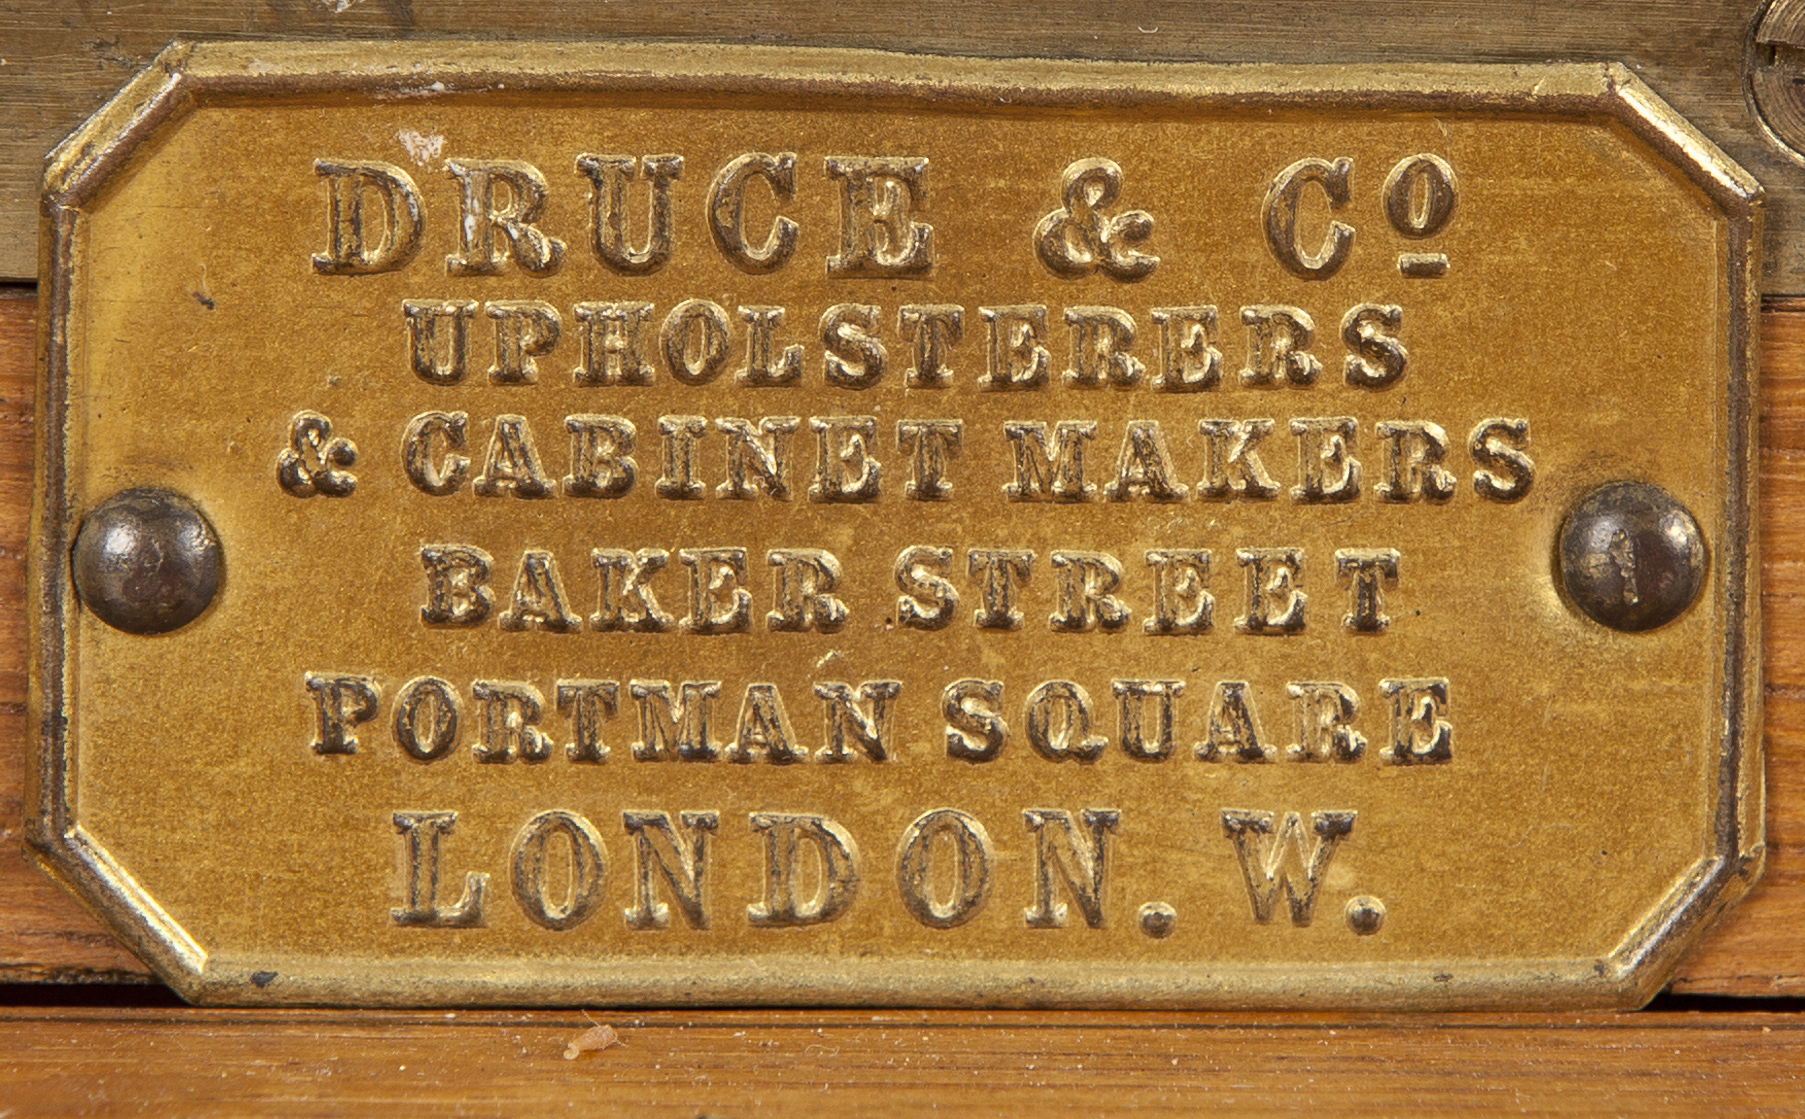 DRUCE & Cº
UPHOLSTERERS
& CABINET MAKERS
BAKER STREET
PORTMAN SQUARE
LONDON. W.